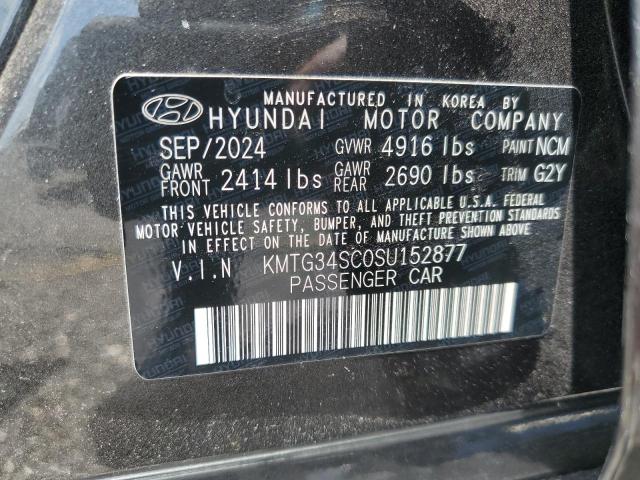 MANUFACTURED IN KOREA BY
HYUNDAI MOTOR COMPANY
SEP/2024 GVWR 4916 lbs PAINT NCM
GAWR FRONT 2414 lbs GAWR REAR 2690 lbs TRIM G2Y
THIS VEHICLE CONFORMS TO ALL APPLICABLE U.S.A. FEDERAL
MOTOR VEHICLE SAFETY, BUMPER, AND THEFT PREVENTION STANDARDS
IN EFFECT ON THE DATE OF MANUFACTURE SHOWN ABOVE.
V.I.N KMTG34SC0SU152877
PASSENGER CAR